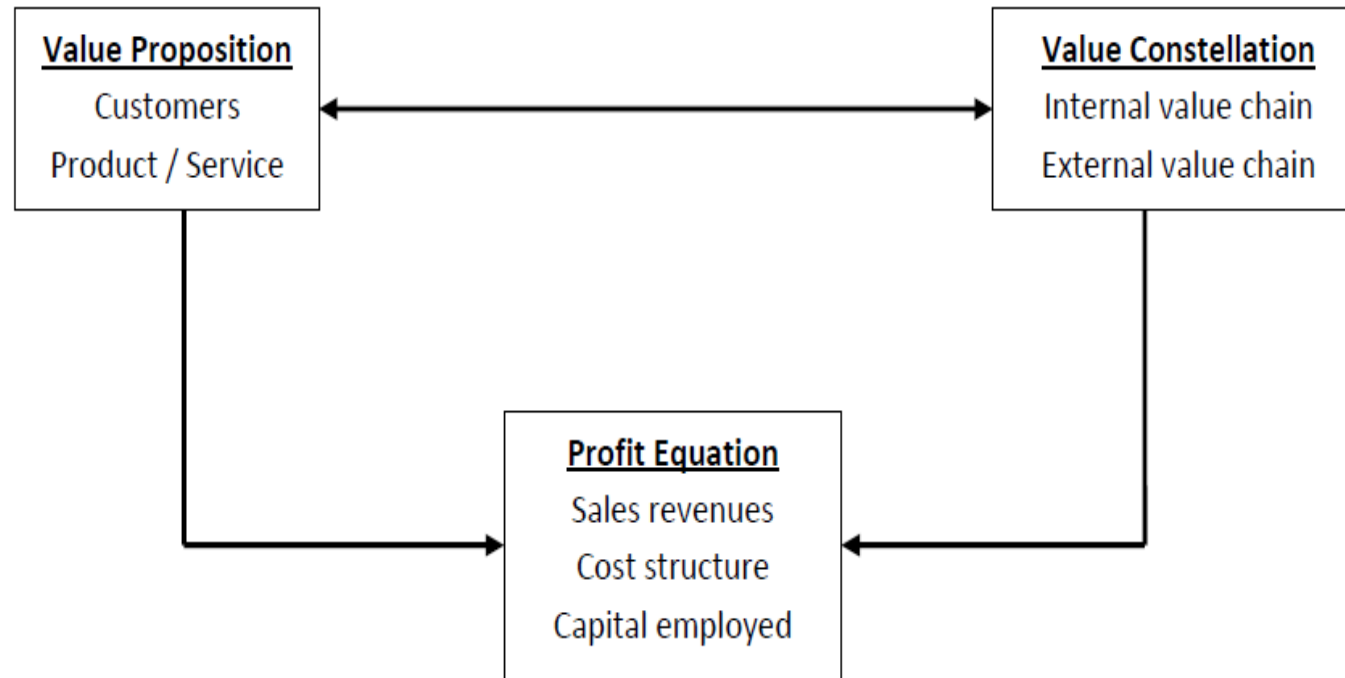 Value Proposition
Customers
Product / Service
Value Constellation
Internal value chain
External value chain
Profit Equation
Sales revenues
Cost structure
Capital employed